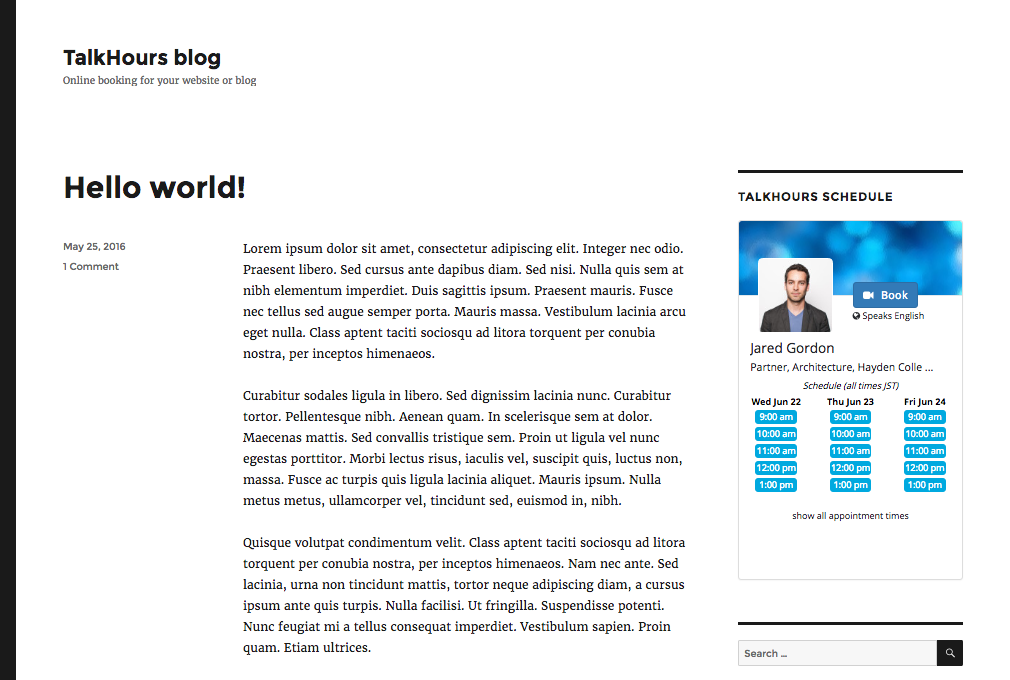 TalkHours blog
Online booking for your website or blog
Hello world!
May 25, 2016
1 Comment
Lorem ipsum dolor sit amet, consectetur adipiscing elit. Integer nec odio.
Praesent libero. Sed cursus ante dapibus diam. Sed nisi. Nulla quis sem at
nibh elementum imperdiet. Duis sagittis ipsum. Praesent mauris. Fusce
nec tellus sed augue semper porta. Mauris massa. Vestibulum lacinia arcu
eget nulla. Class aptent taciti sociosqu ad litora torquent per conubia
nostra, per inceptos himenaeos.
Curabitur sodales ligula in libero. Sed dignissim lacinia nunc. Curabitur
tortor. Pellentesque nibh. Aenean quam. In scelerisque sem at dolor.
Maecenas mattis. Sed convallis tristique sem. Proin ut ligula vel nunc
egestas porttitor. Morbi lectus risus, iaculis vel, suscipit quis, luctus non,
massa. Fusce ac turpis quis ligula lacinia aliquet. Mauris ipsum. Nulla
metus metus, ullamcorper vel, tincidunt sed, euismod in, nibh.
Quisque volutpat condimentum velit. Class aptent taciti sociosqu ad litora
torquent per conubia nostra, per inceptos himenaeos. Nam nec ante. Sed
lacinia, urna non tincidunt mattis, tortor neque adipiscing diam, a cursus
ipsum ante quis turpis. Nulla facilisi. Ut fringilla. Suspendisse potenti.
Nunc feugiat mi a tellus consequat imperdiet. Vestibulum sapien. Proin
quam. Etiam ultrices.
TALKHOURS SCHEDULE
Book
Speaks English
Jared Gordon
Partner, Architecture, Hayden Colle ...
Schedule (all times JST)
Wed Jun 22 Thu Jun 23 Fri Jun 24
9:00 am 9:00 am 9:00 am
10:00 am 10:00 am 10:00 am
11:00 am 11:00 am 11:00 am
12:00 pm 12:00 pm 12:00 pm
1:00 pm 1:00 pm 1:00 pm
show all appointment times
Search ...